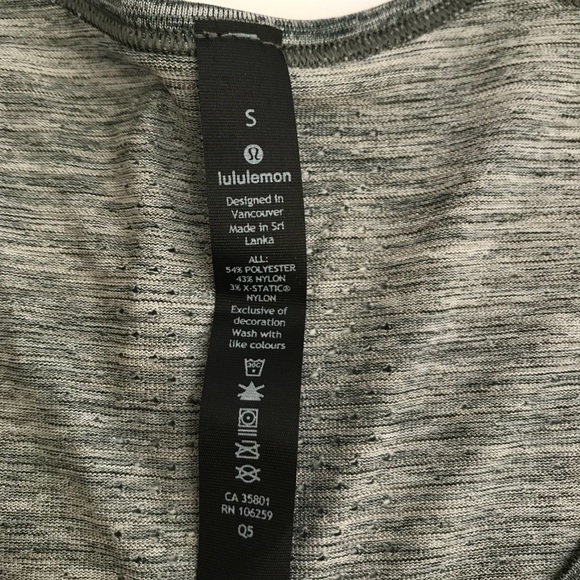 S
lululemon
Designed in
Vancouver
Made in Sri
Lanka
ALL:
54% POLYESTER
43% NYLON
3% X-STATIC®
NYLON
Exclusive of
decoration
Wash with
like colours
30C
CA 35801
RN 106259
Q5